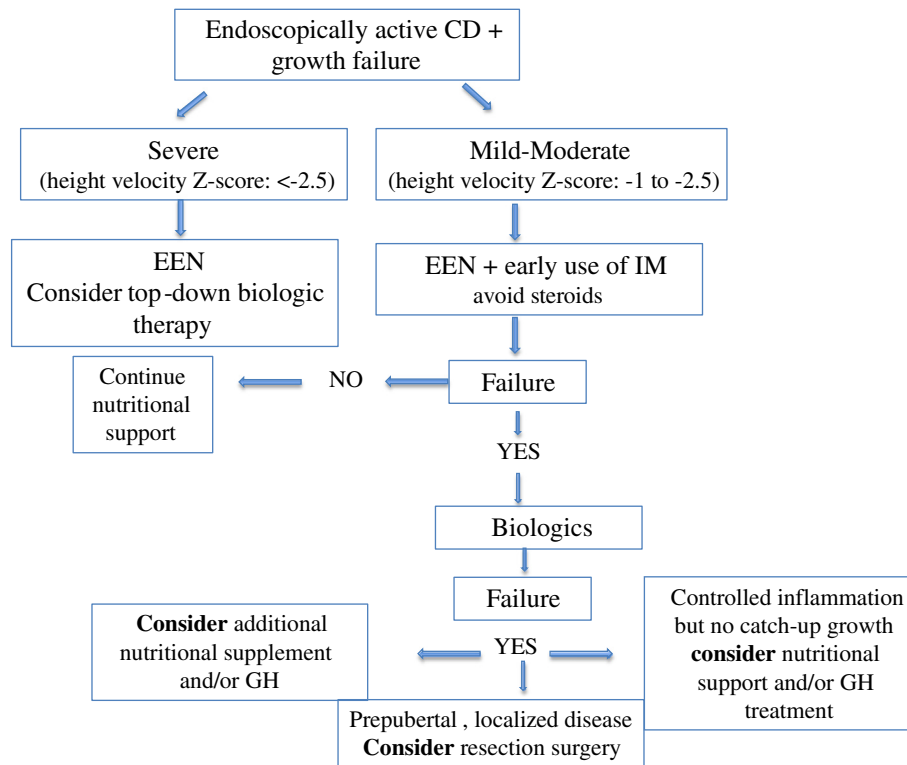 Endoscopically active CD +
growth failure
Severe
(height velocity Z-score: <-2.5)
Mild-Moderate
(height velocity Z-score: -1 to -2.5)
EEN
Consider top-down biologic
therapy
EEN + early use of IM
avoid steroids
Continue
nutritional
support
NO
Failure
YES
Biologics
Failure
Consider additional
nutritional supplement
and/or GH
YES
Controlled inflammation
but no catch-up growth
consider nutritional
support and/or GH
treatment
Prepubertal , localized disease
Consider resection surgery